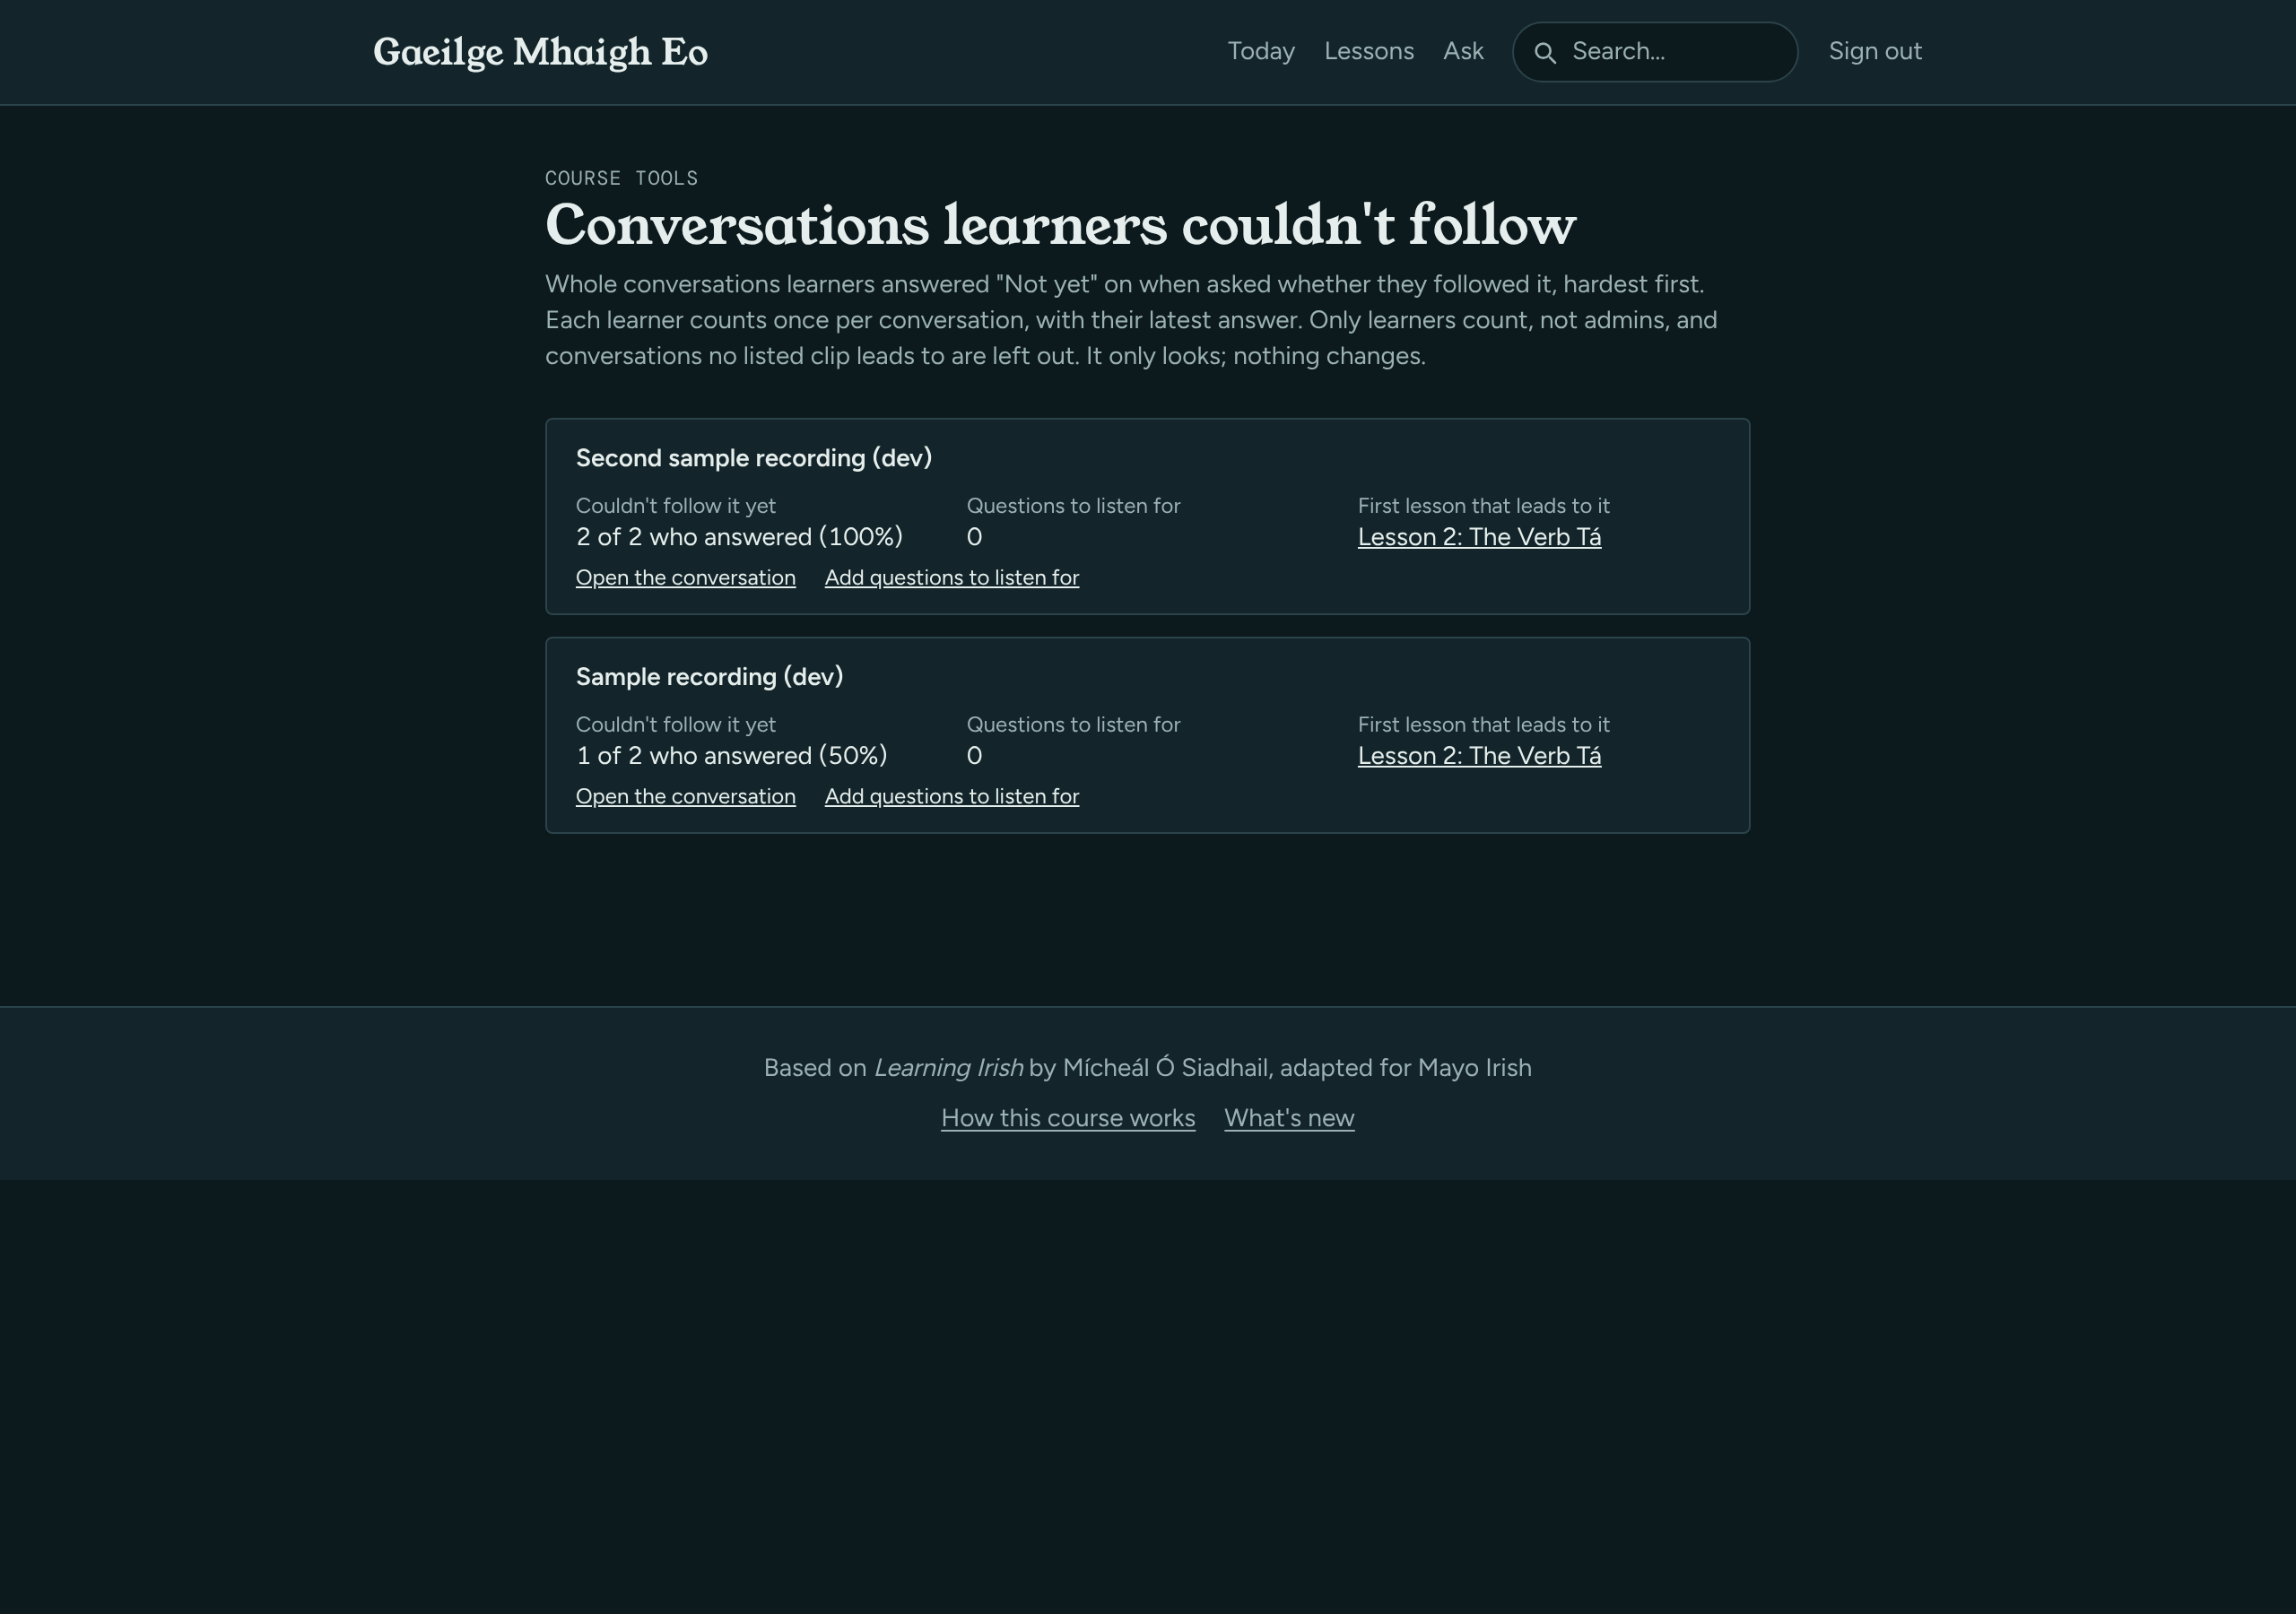 Gaeilge Mhaigh Eo
Today Lessons Ask Search... Sign out
COURSE TOOLS
Conversations learners couldn't follow
Whole conversations learners answered "Not yet" on when asked whether they followed it, hardest first.
Each learner counts once per conversation, with their latest answer. Only learners count, not admins, and
conversations no listed clip leads to are left out. It only looks; nothing changes.
Second sample recording (dev)
Couldn't follow it yet Questions to listen for First lesson that leads to it
2 of 2 who answered (100%) 0 Lesson 2: The Verb Tá
Open the conversation Add questions to listen for
Sample recording (dev)
Couldn't follow it yet Questions to listen for First lesson that leads to it
1 of 2 who answered (50%) 0 Lesson 2: The Verb Tá
Open the conversation Add questions to listen for
Based on Learning Irish by Mícheál Ó Siadhail, adapted for Mayo Irish
How this course works What's new